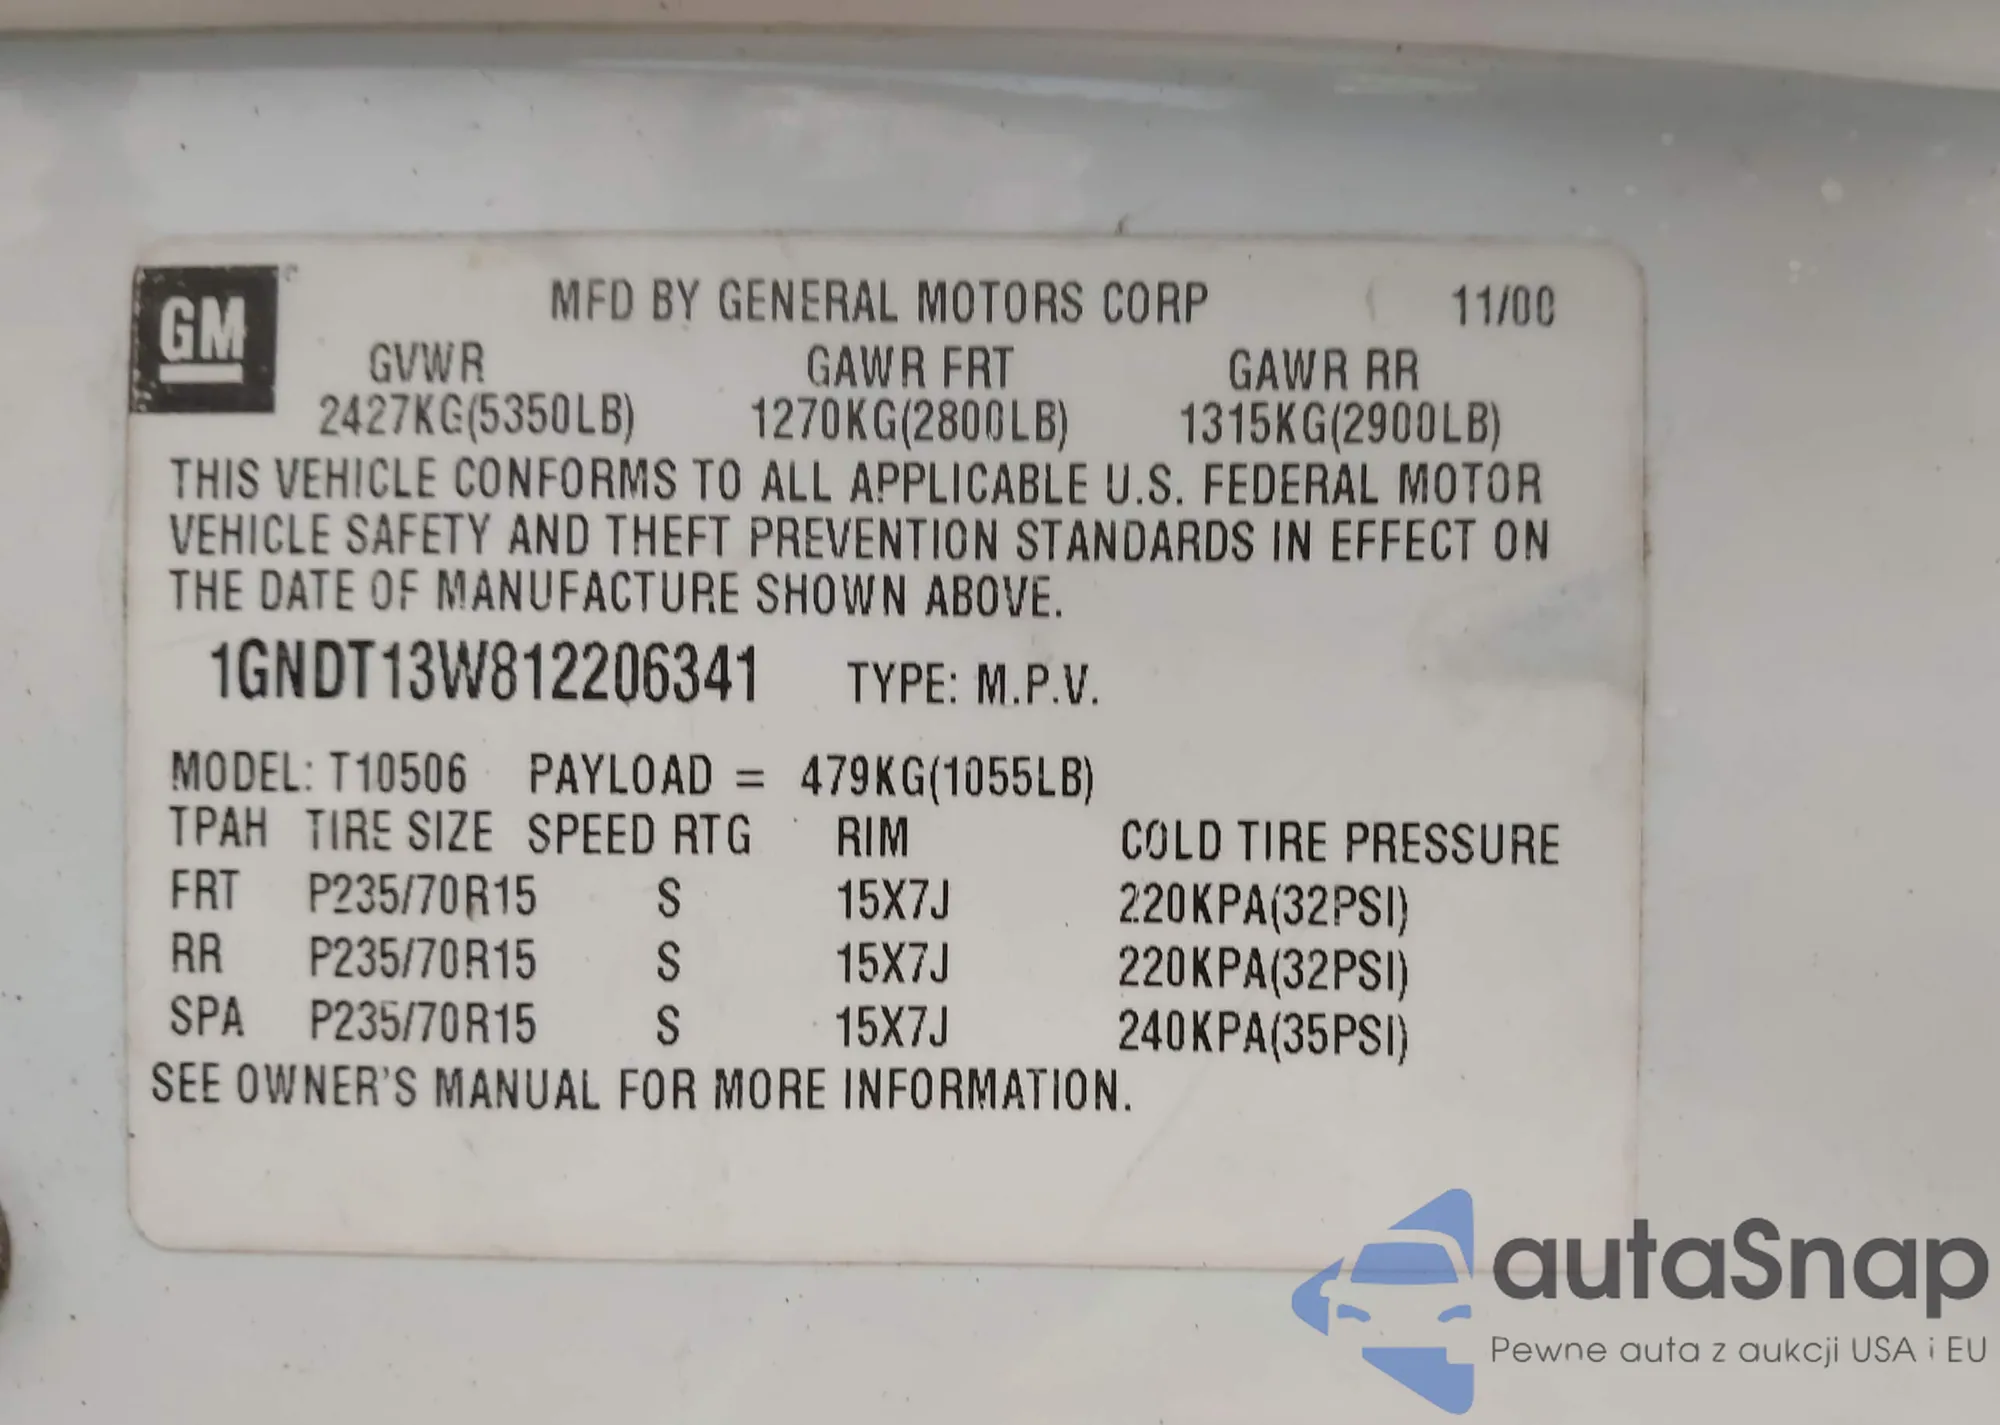 GM
MFD BY GENERAL MOTORS CORP 11/00
GVWR GAWR FRT GAWR RR
2427KG(5350LB) 1270KG(2800LB) 1315KG(2900LB)
THIS VEHICLE CONFORMS TO ALL APPLICABLE U.S. FEDERAL MOTOR
VEHICLE SAFETY AND THEFT PREVENTION STANDARDS IN EFFECT ON
THE DATE OF MANUFACTURE SHOWN ABOVE.
1GNDT13W812206341 TYPE: M.P.V.
MODEL: T10506 PAYLOAD = 479KG(1055LB)
TPAH TIRE SIZE SPEED RTG RIM COLD TIRE PRESSURE
FRT P235/70R15 S 15X7J 220KPA(32PSI)
RR P235/70R15 S 15X7J 220KPA(32PSI)
SPA P235/70R15 S 15X7J 240KPA(35PSI)
SEE OWNER'S MANUAL FOR MORE INFORMATION.
autaSnap
Pewne auta z aukcji USA i EU